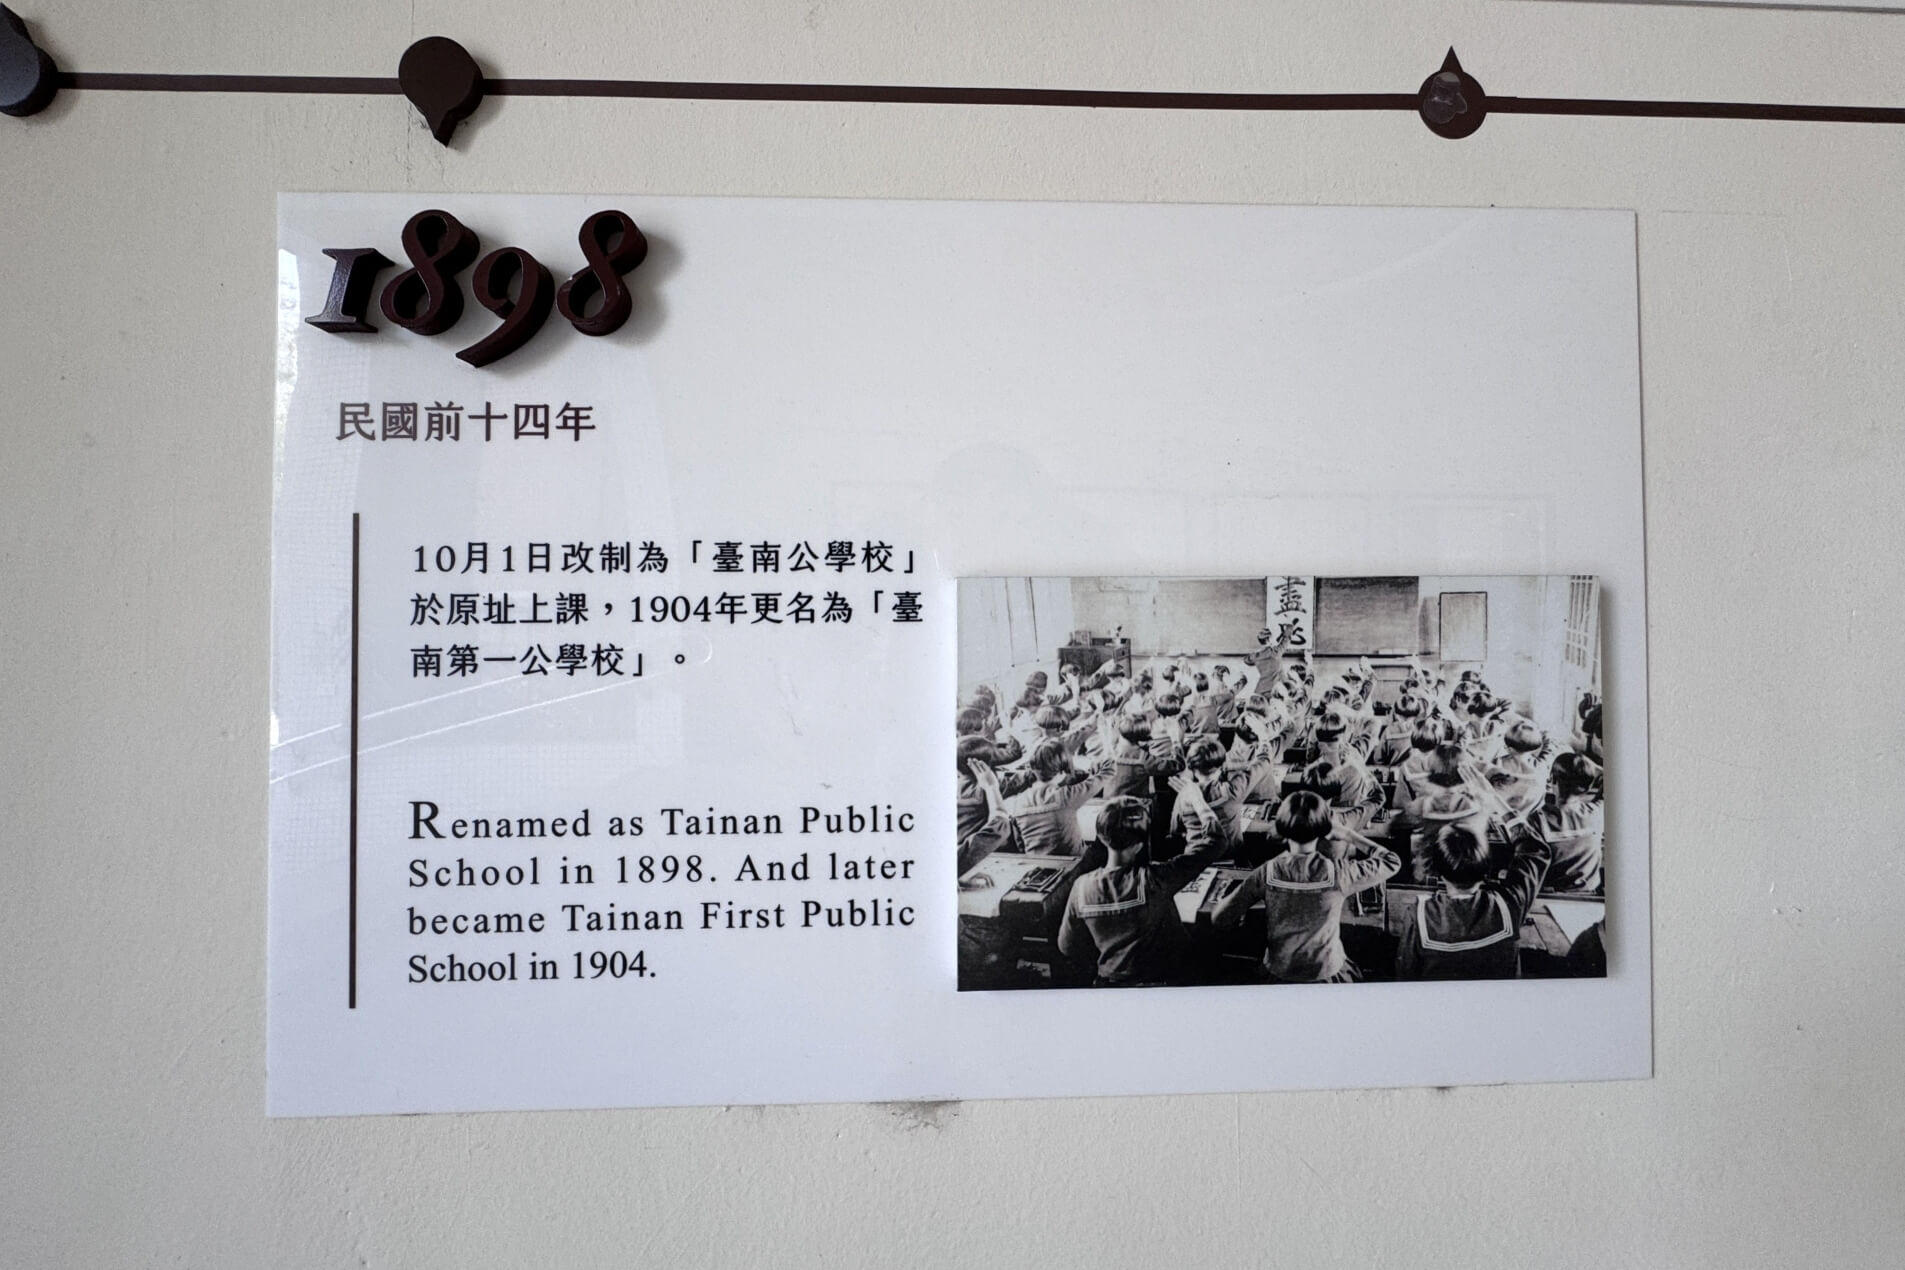 1898
民國前十四年
10月1日改制為「臺南公學校」
於原址上課，1904年更名為「臺
南第一公學校」。
Renamed as Tainan Public
School in 1898. And later
became Tainan First Public
School in 1904.